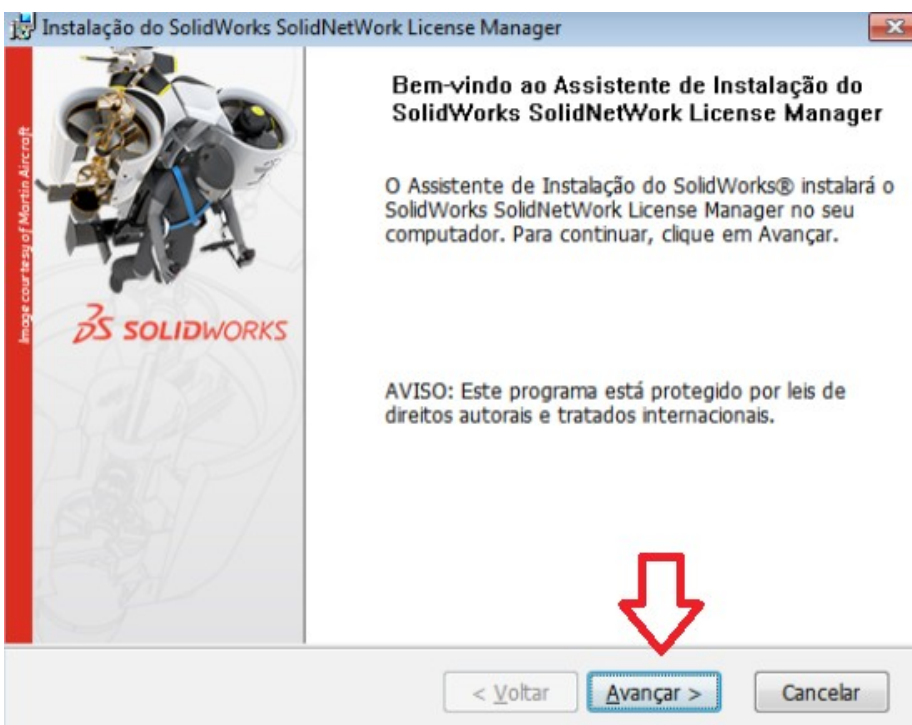 Instalação do SolidWorks SolidNetWork License Manager
Bem-vindo ao Assistente de Instalação do
SolidWorks SolidNetWork License Manager
O Assistente de Instalação do SolidWorks® instalará o
SolidWorks SolidNetWork License Manager no seu
computador. Para continuar, clique em Avançar.
Image courtesy of Martin Aircraft
3S SOLIDWORKS
AVISO: Este programa está protegido por leis de
direitos autorais e tratados internacionais.
< Voltar
Avançar >
Cancelar